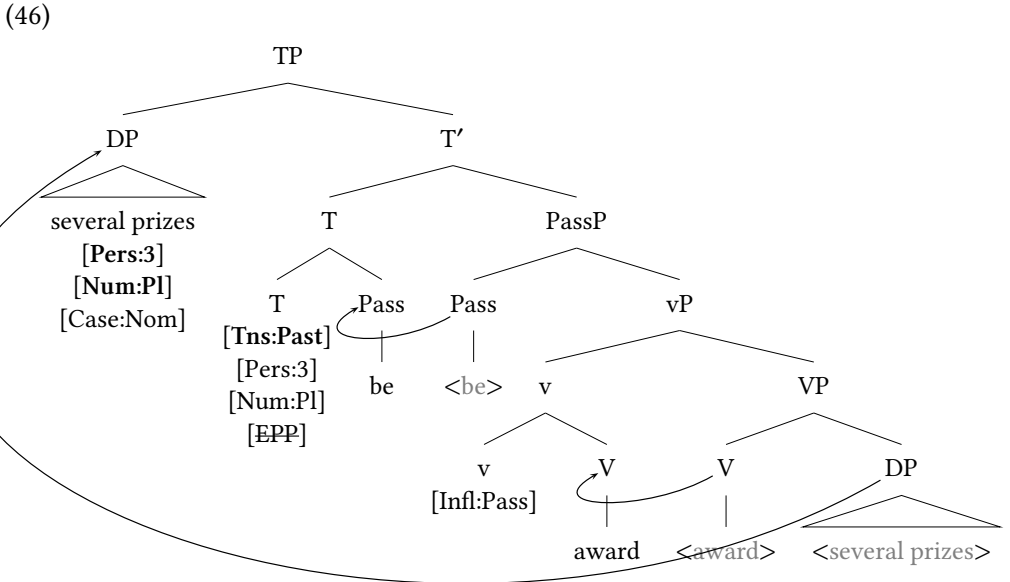 (46)
TP
DP T′
several prizes T PassP
[Pers:3]
[Num:Pl]
[Case:Nom] T Pass Pass vP
[Tns:Past]
[Pers:3]
[Num:Pl] be <be> v VP
[EPP]
v V V DP
[Infl:Pass]
award <award> <several prizes>